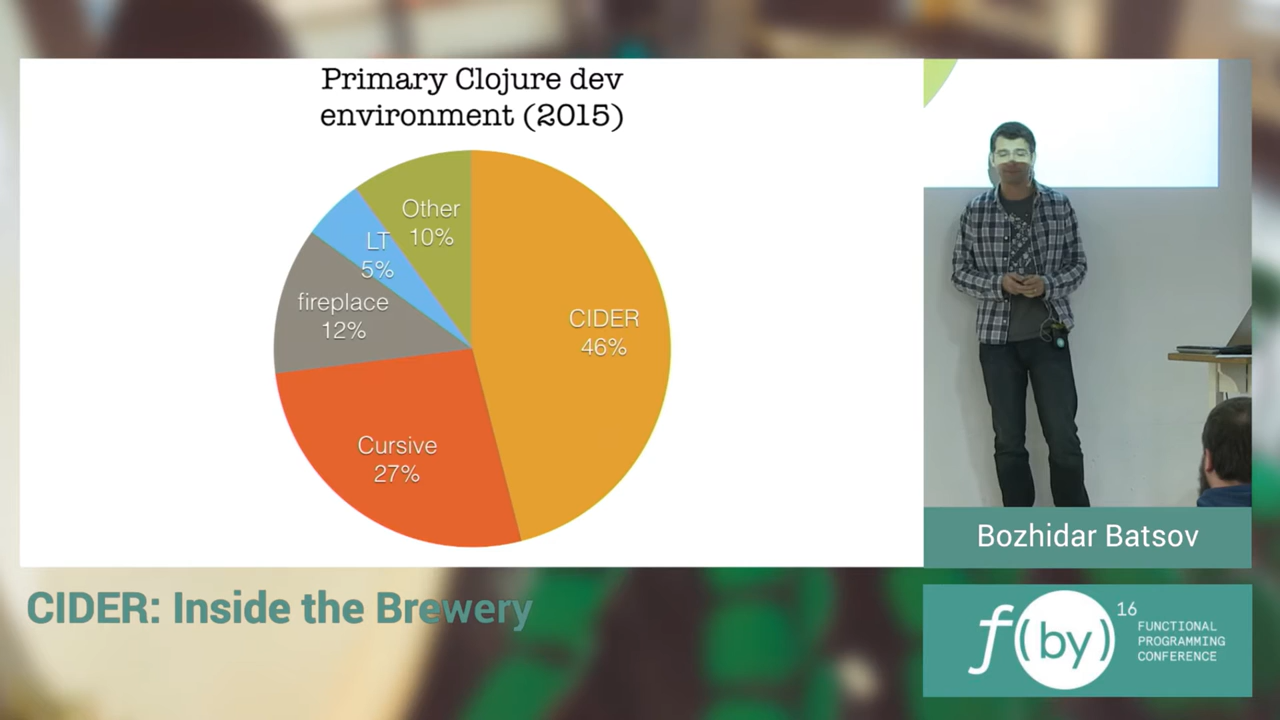 Primary Clojure dev
environment (2015)
Other
10%
LT
5%
fireplace
12%
CIDER
46%
Cursive
27%
Bozhidar Batsov
CIDER: Inside the Brewery
f(by) 16
FUNCTIONAL
PROGRAMMING
CONFERENCE